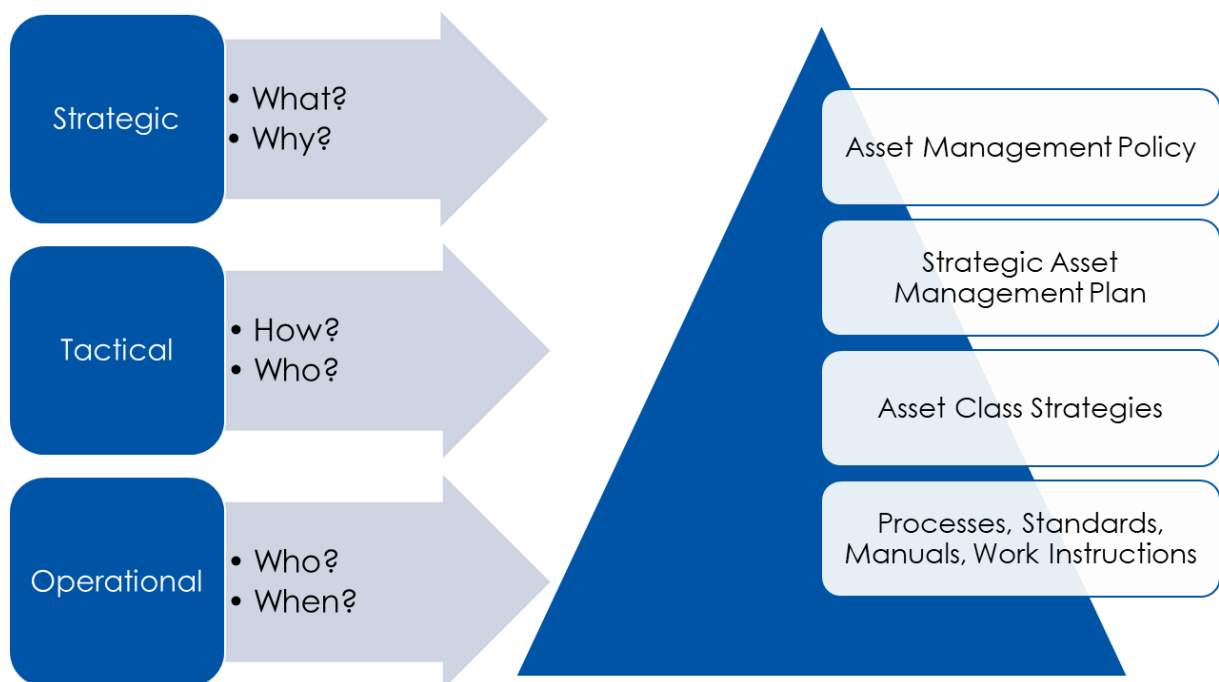 Strategic
• What?
• Why?
Tactical
• How?
• Who?
Operational
• Who?
• When?
Asset Management Policy
Strategic Asset
Management Plan
Asset Class Strategies
Processes, Standards,
Manuals, Work Instructions